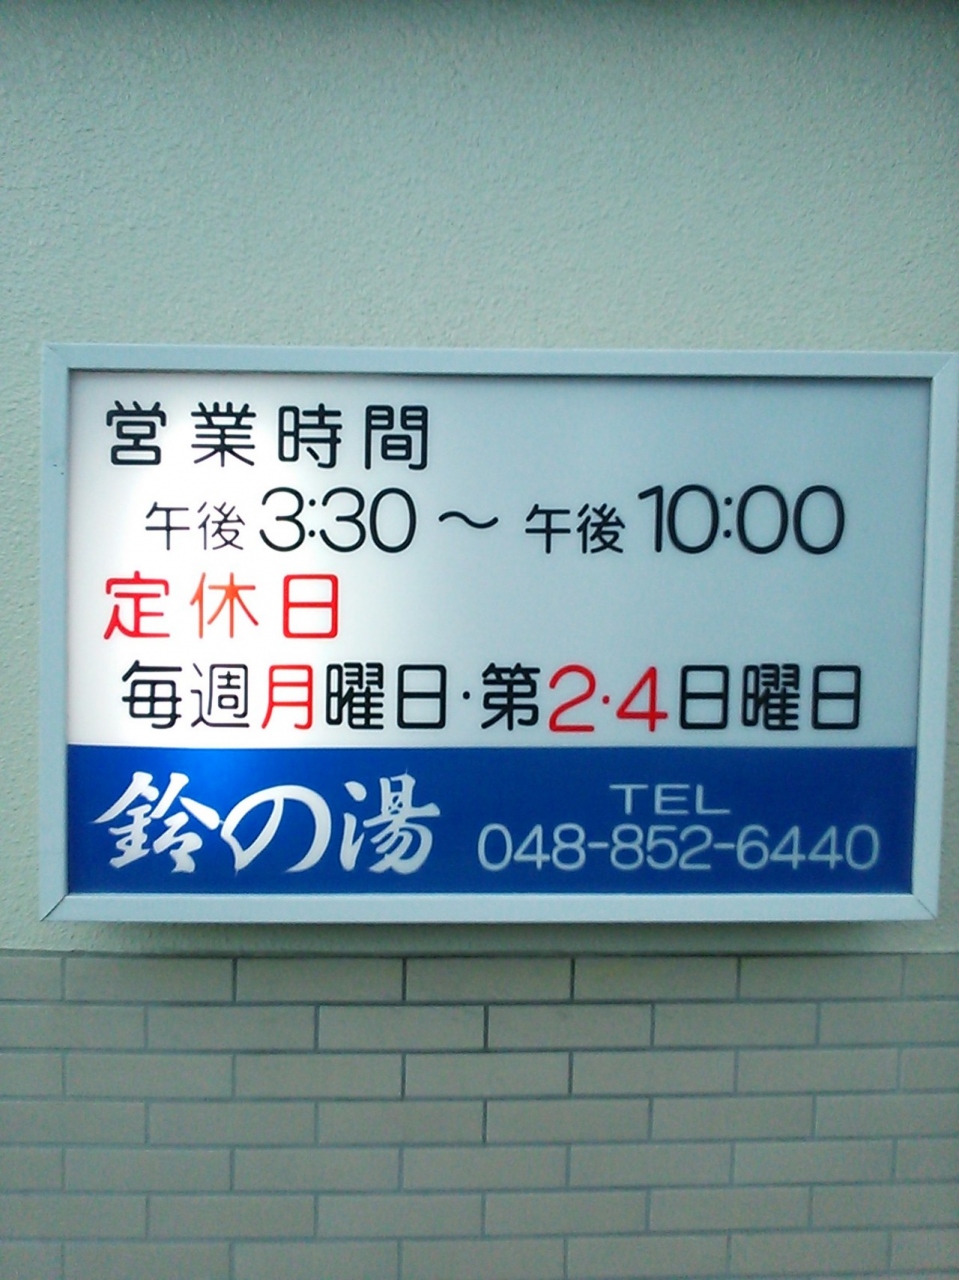 営業時間
午後3:30～午後10:00
定休日
毎週月曜日・第2・4日曜日
鈴の湯
TEL
048-852-6440